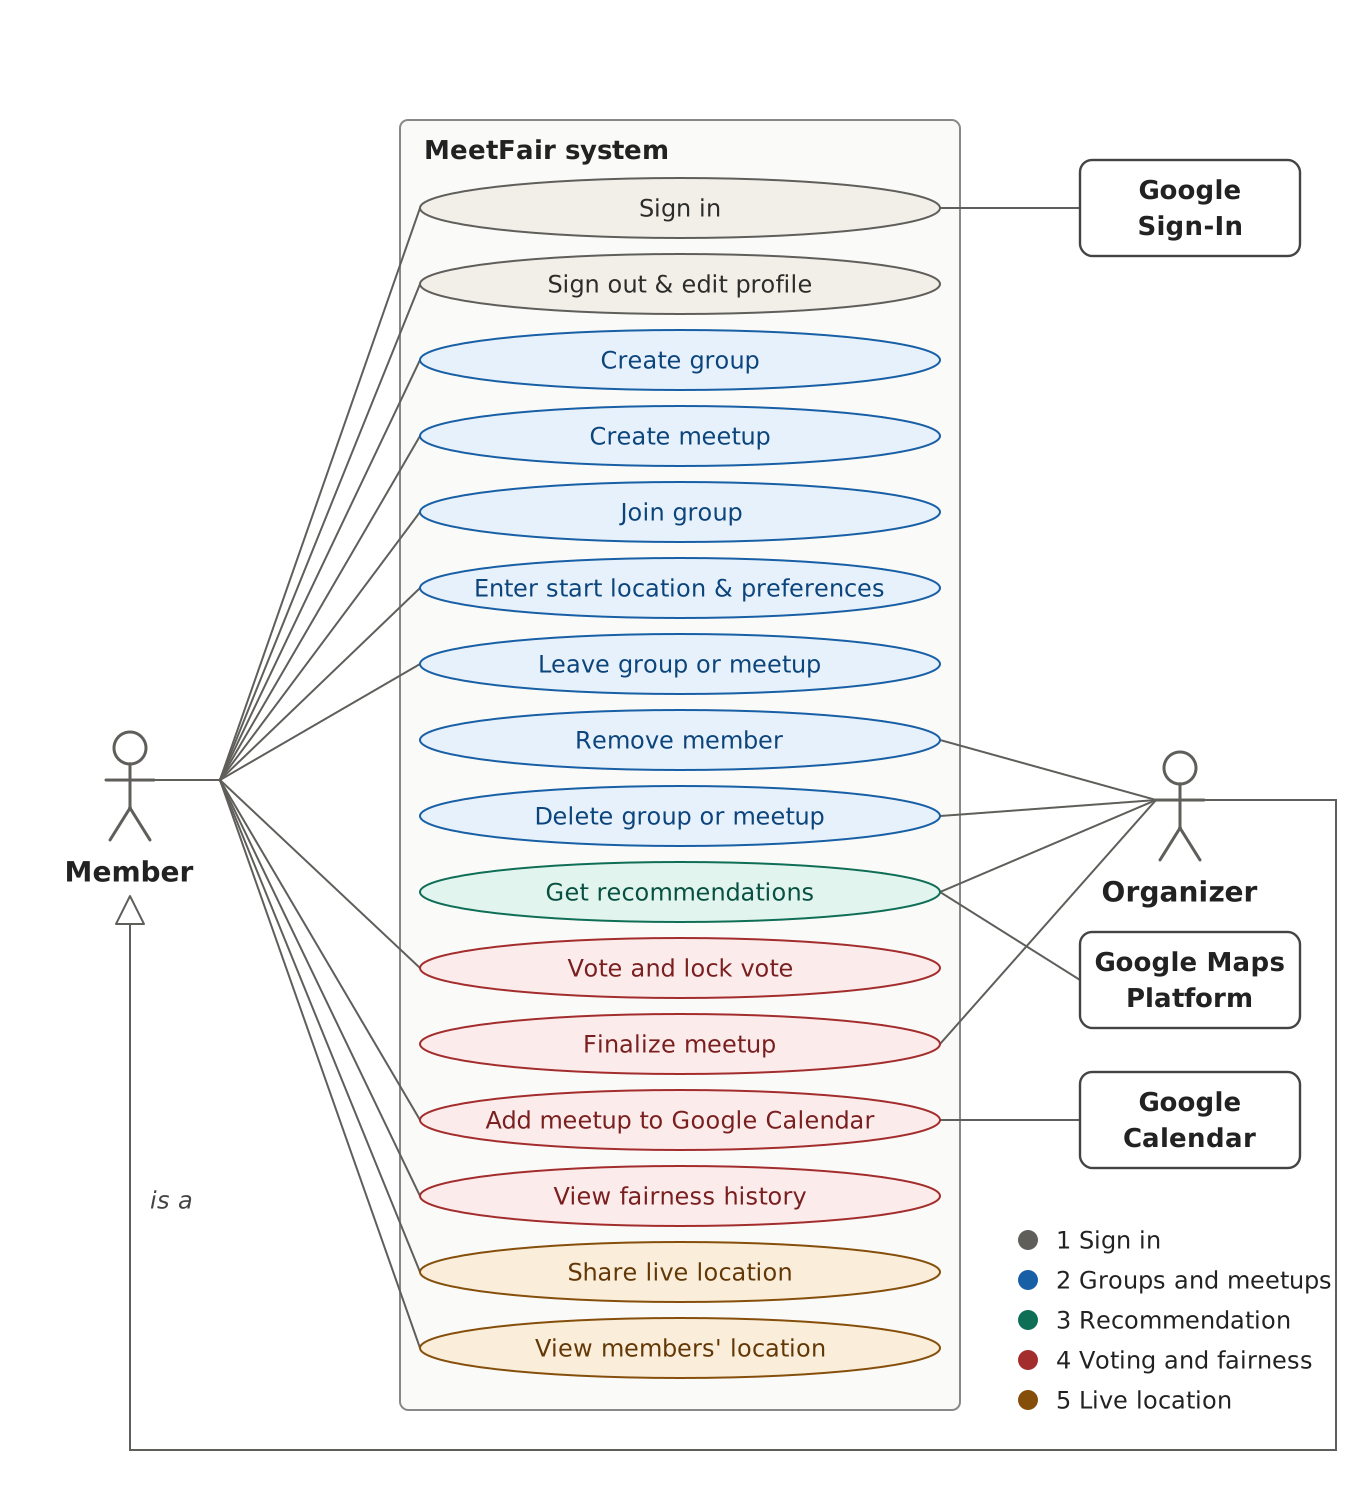 MeetFair system
Sign in
Google
Sign-In
Sign out & edit profile
Create group
Create meetup
Join group
Enter start location & preferences
Leave group or meetup
Remove member
Delete group or meetup
Member
Get recommendations
Organizer
Vote and lock vote
Google Maps
Platform
Finalize meetup
Add meetup to Google Calendar
Google
Calendar
View fairness history
is a
Share live location
View members' location
1 Sign in
2 Groups and meetups
3 Recommendation
4 Voting and fairness
5 Live location